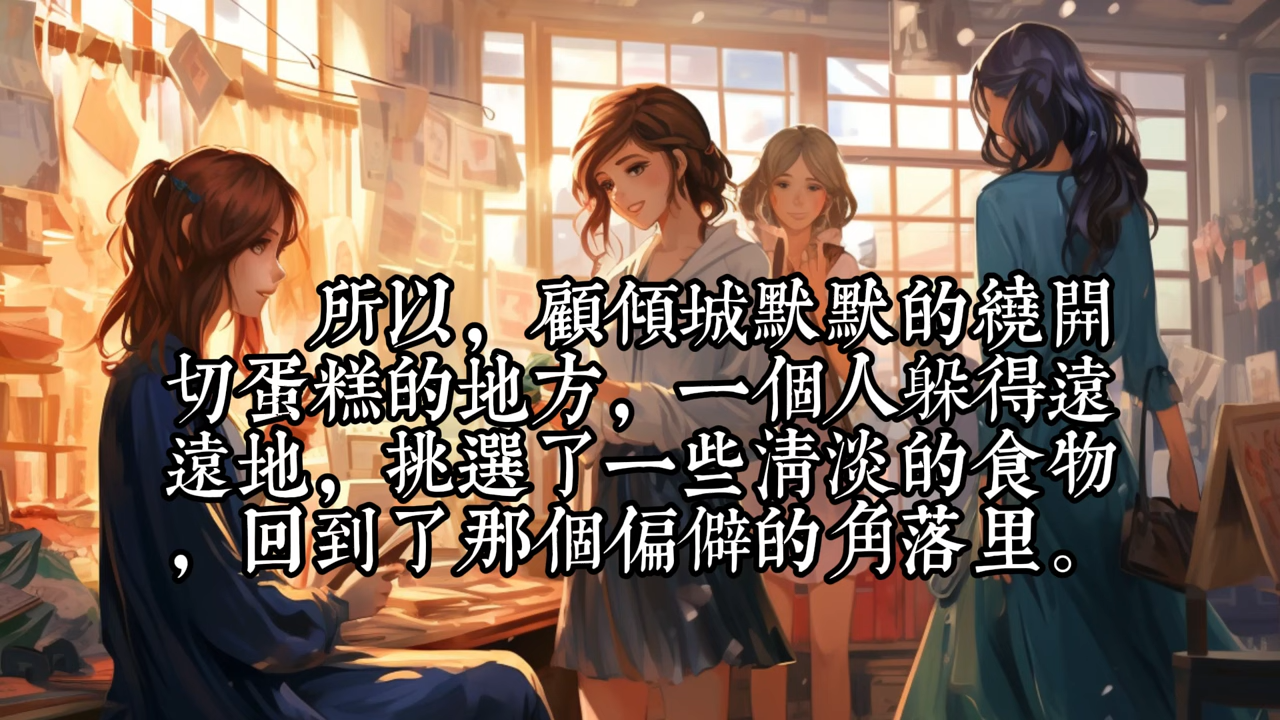 所以，顧傾城默默的繞開
切蛋糕的地方，一個人躲得遠
遠地，挑選了一些清淡的食物
，回到了那個偏僻的角落里。